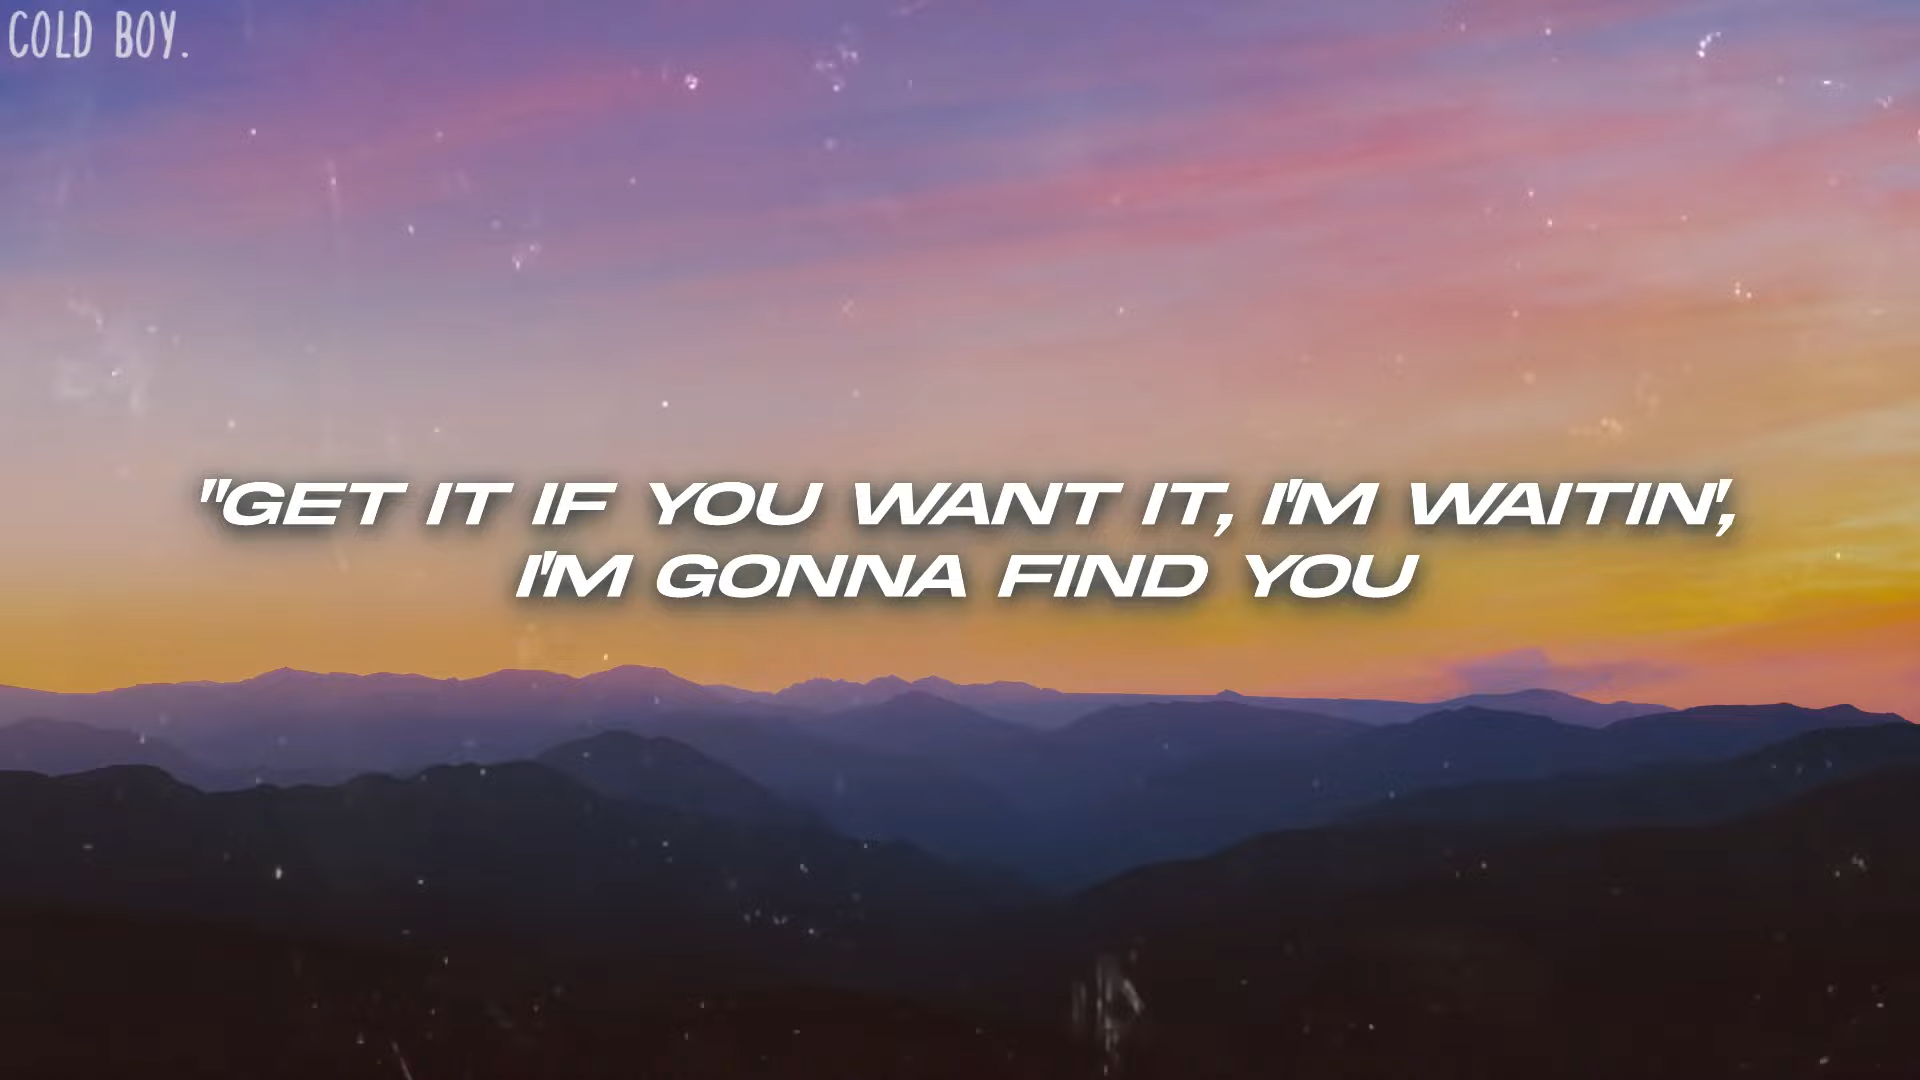 COLD BOY.
"GET IT IF YOU WANT IT, I'M WAITIN',
I'M GONNA FIND YOU